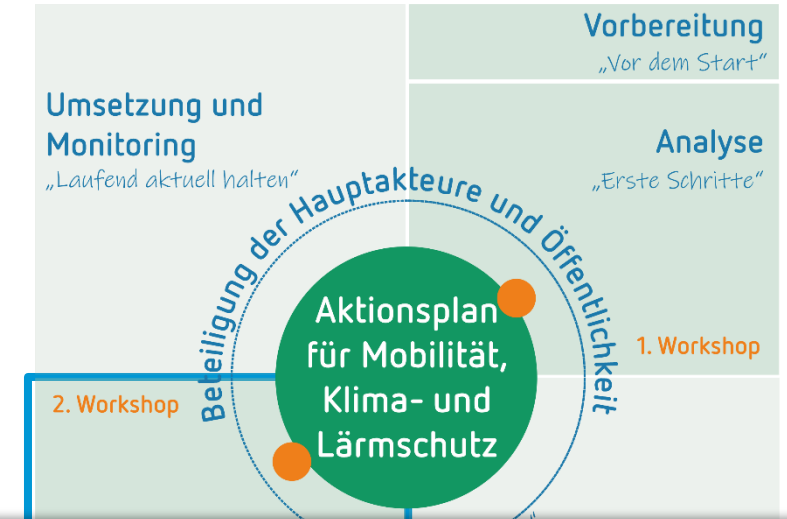 Vorbereitung
„Vor dem Start“
Umsetzung und
Monitoring
„Laufend aktuell halten“
Analyse
„Erste Schritte“
Beteiligung der Hauptakteure und Öffentlichkeit
Aktionsplan
für Mobilität,
Klima- und
Lärmschutz
1. Workshop
2. Workshop